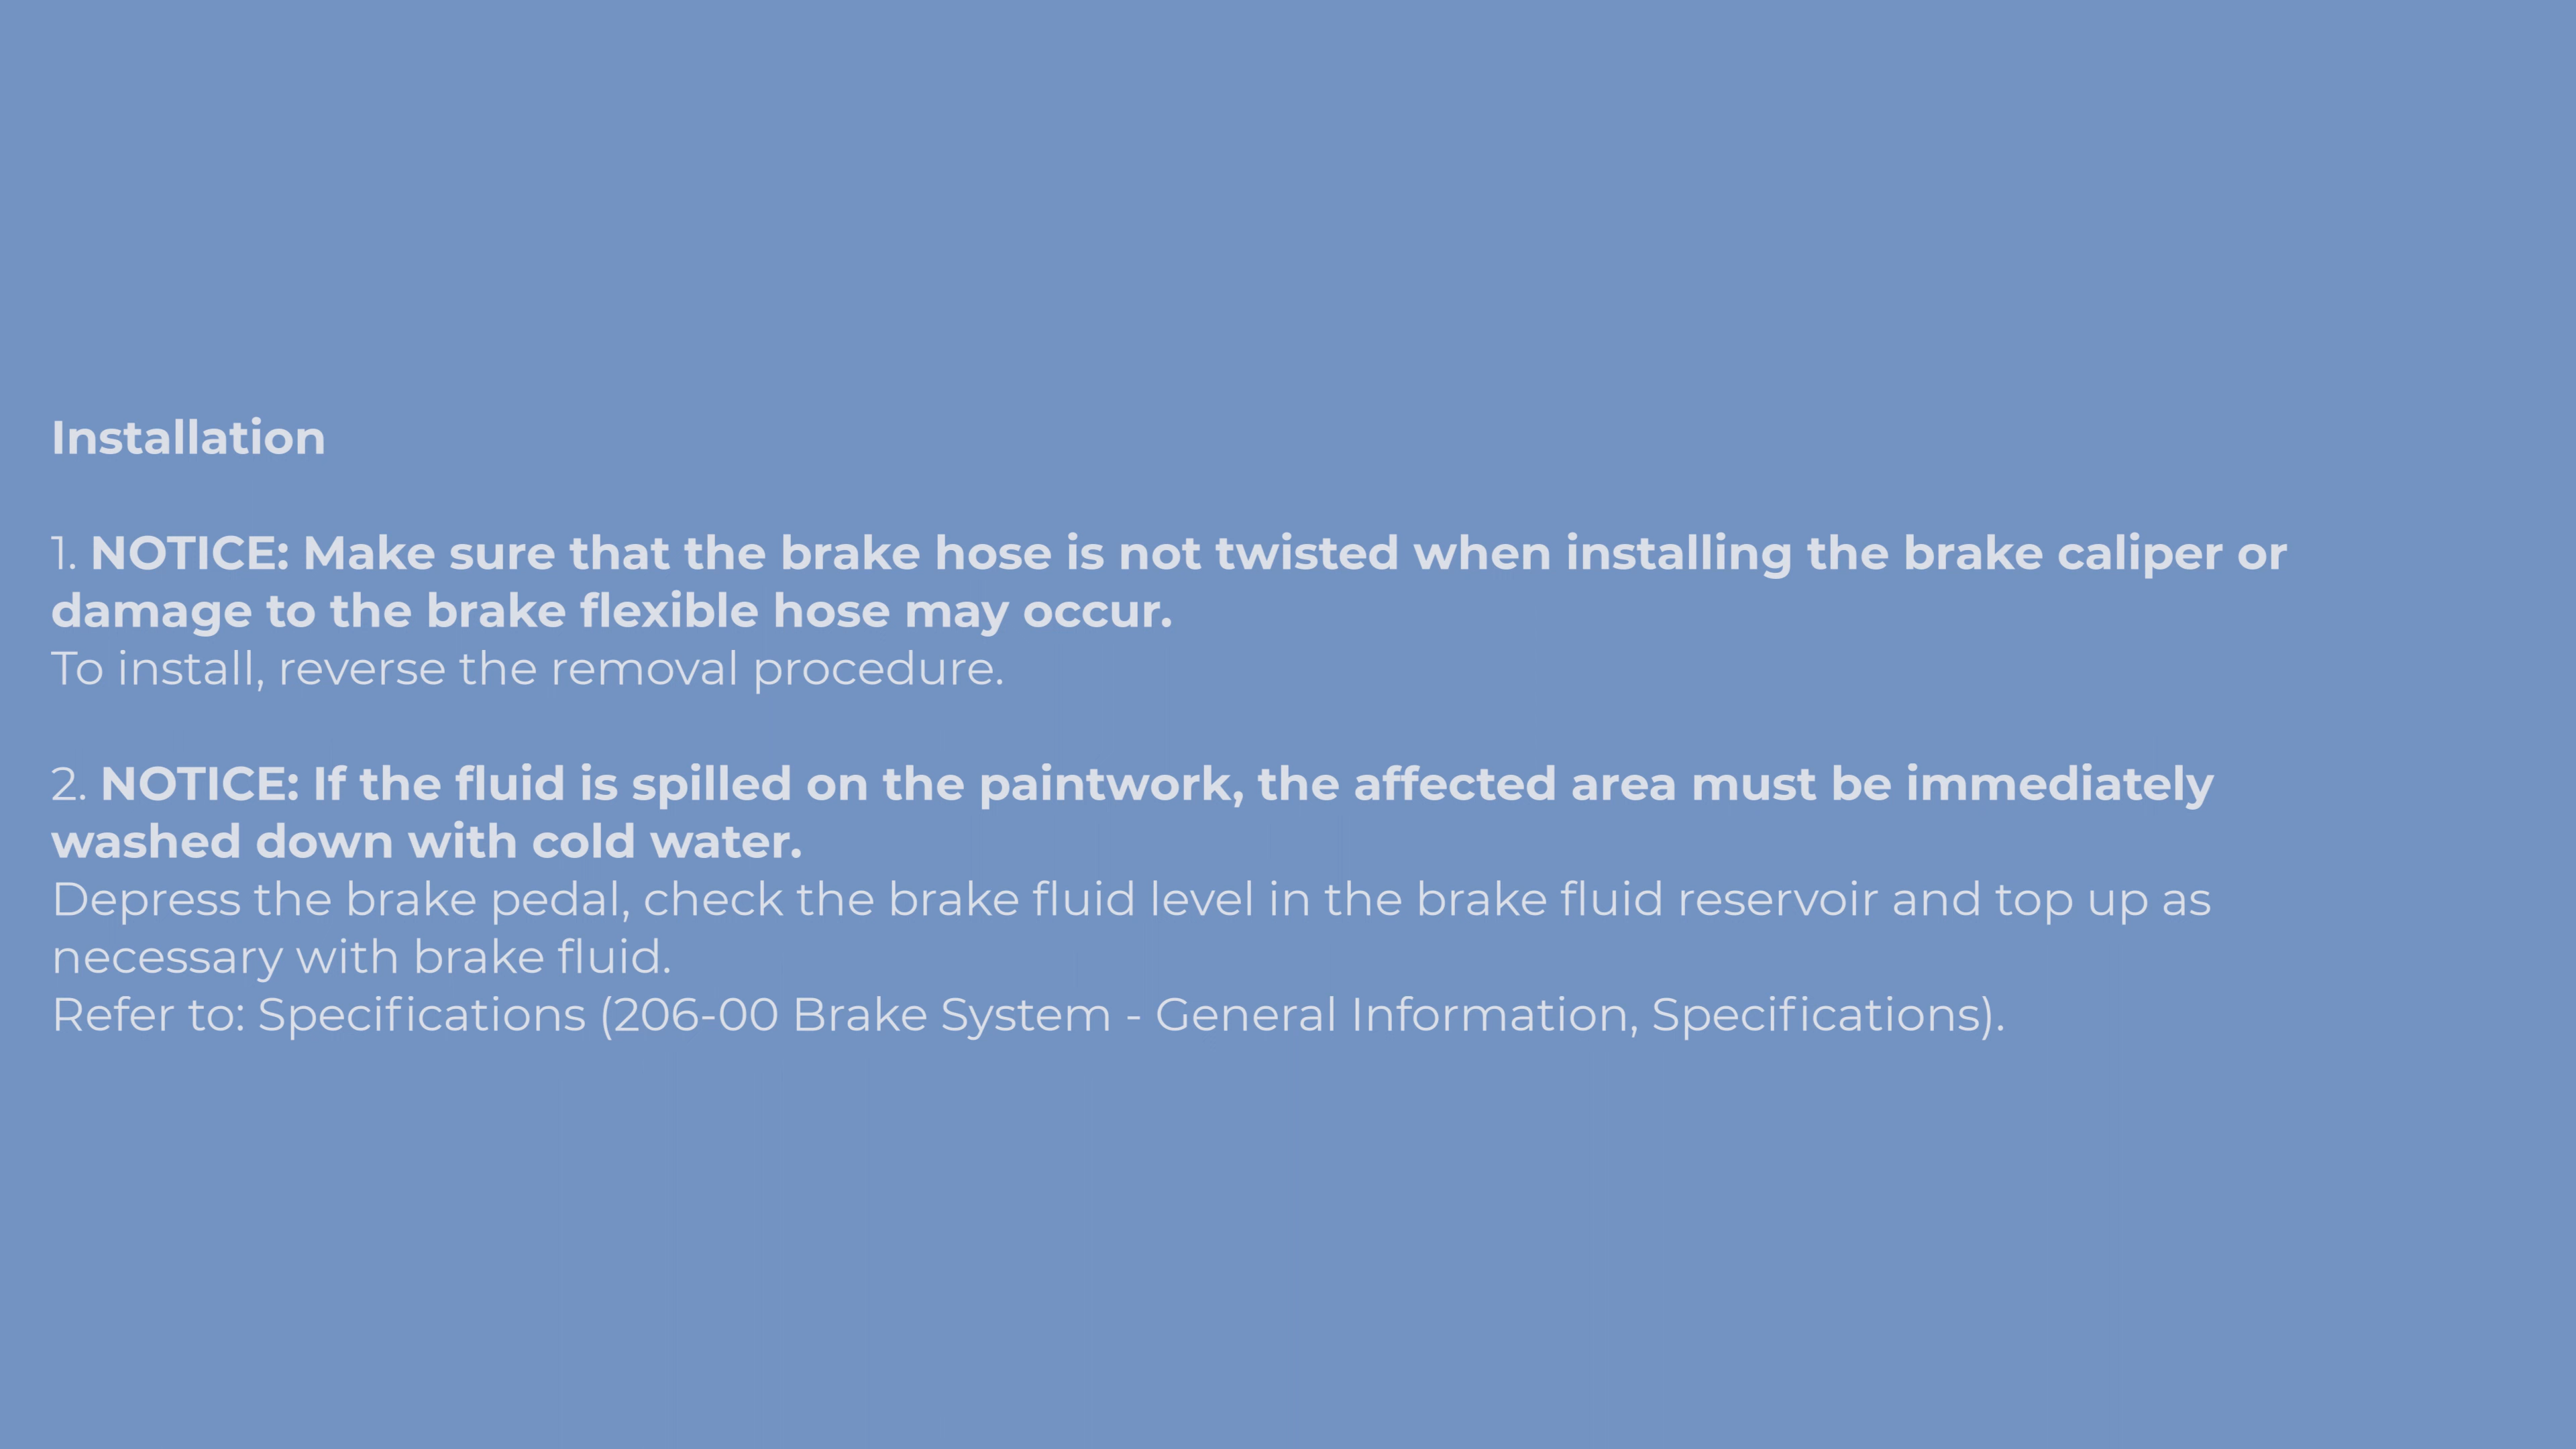 Installation
1. NOTICE: Make sure that the brake hose is not twisted when installing the brake caliper or
damage to the brake flexible hose may occur.
To install, reverse the removal procedure.
2. NOTICE: If the fluid is spilled on the paintwork, the affected area must be immediately
washed down with cold water.
Depress the brake pedal, check the brake fluid level in the brake fluid reservoir and top up as
necessary with brake fluid.
Refer to: Specifications (206-00 Brake System - General Information, Specifications).